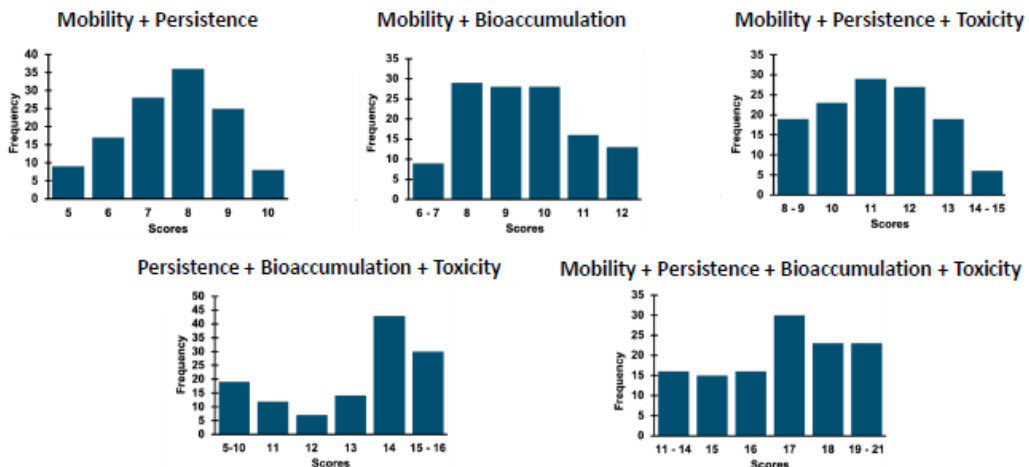 Mobility + Persistence
40
35
30
25
20
15
10
5
0
Frequency
5 6 7 8 9 10
Scores
Mobility + Bioaccumulation
35
30
25
20
15
10
5
0
Frequency
6 - 7 8 9 10 11 12
Scores
Mobility + Persistence + Toxicity
35
30
25
20
15
10
5
0
Frequency
8 - 9 10 11 12 13 14 - 15
Scores
Persistence + Bioaccumulation + Toxicity
50
45
40
35
30
25
20
15
10
5
0
Frequency
5-10 11 12 13 14 15 - 16
Scores
Mobility + Persistence + Bioaccumulation + Toxicity
35
30
25
20
15
10
5
0
Frequency
11 - 14 15 16 17 18 19 - 21
Scores